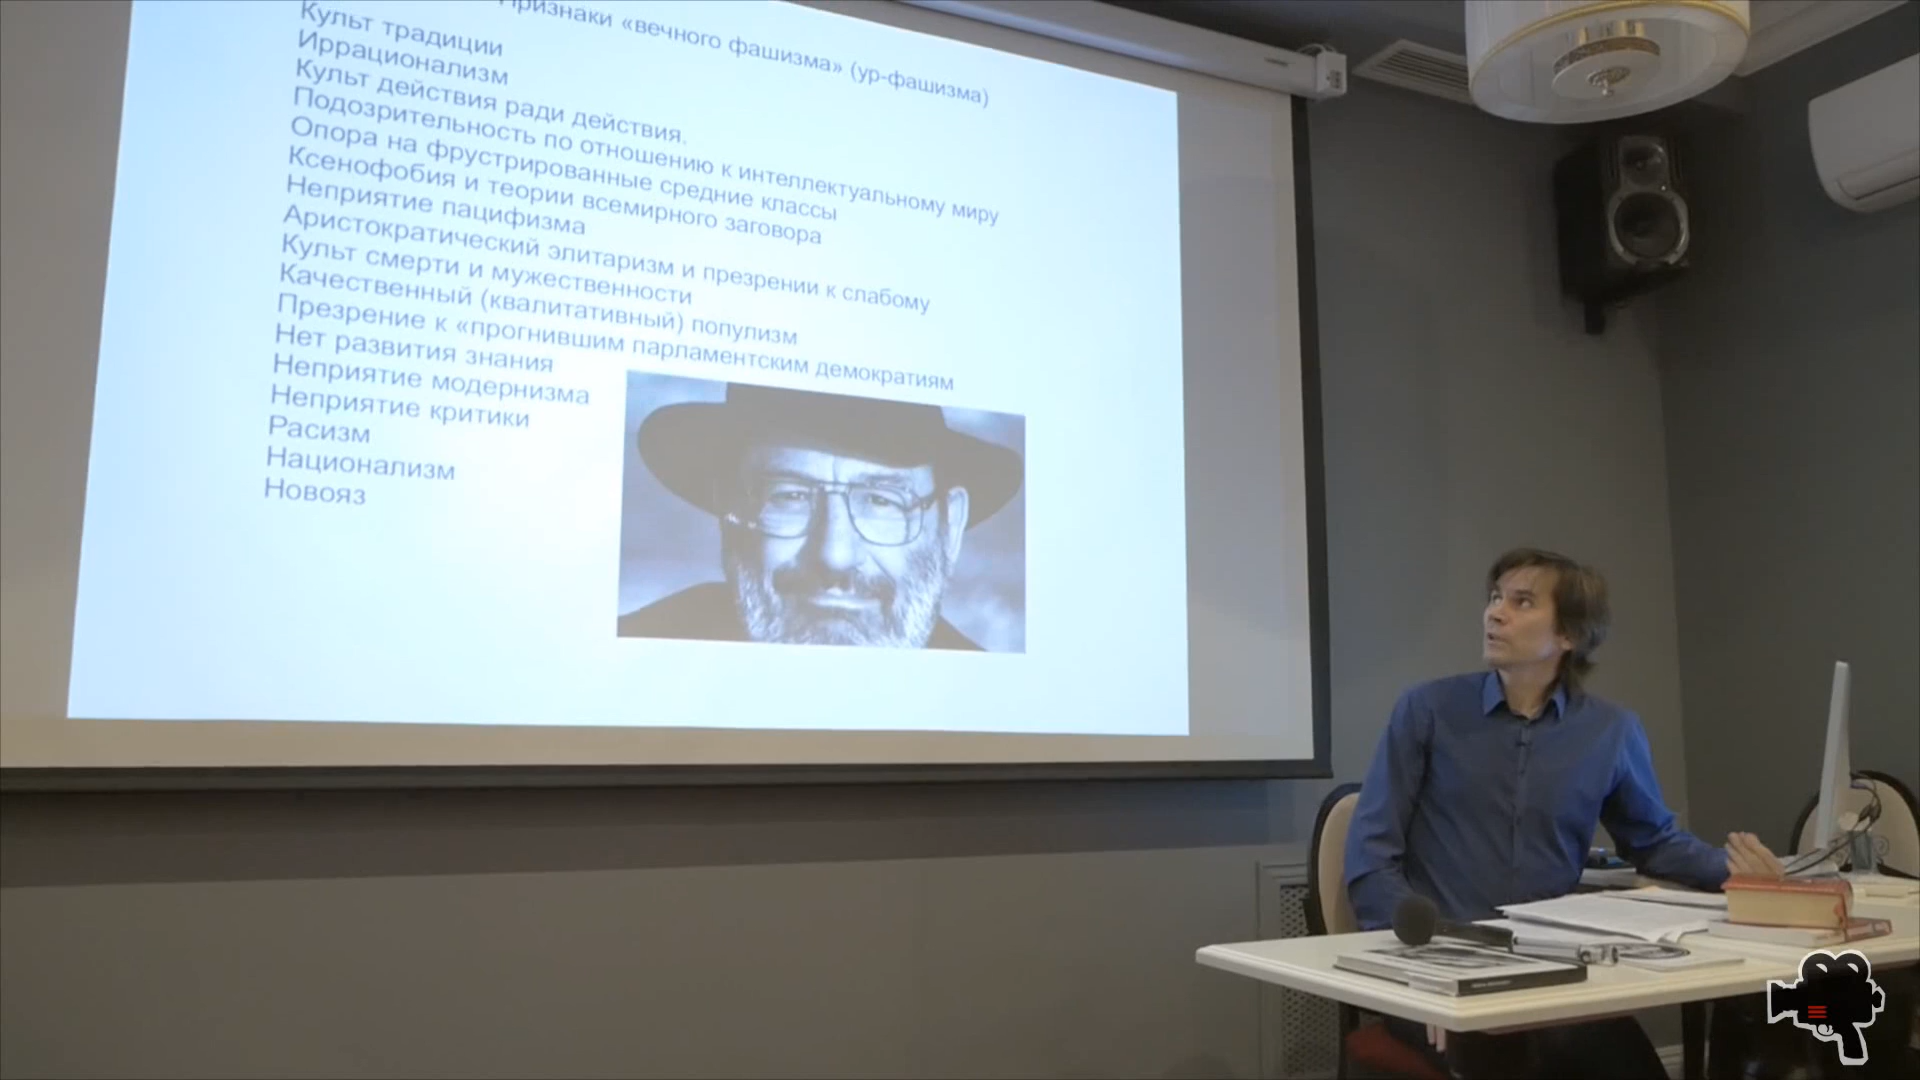 Признаки «вечного фашизма» (ур-фашизма)
Культ традиции
Иррационализм
Культ действия ради действия.
Подозрительность по отношению к интеллектуальному миру
Опора на фрустрированные средние классы
Ксенофобия и теории всемирного заговора
Неприятие пацифизма
Аристократический элитаризм и презрении к слабому
Культ смерти и мужественности
Качественный (квалитативный) популизм
Презрение к «прогнившим парламентским демократиям
Нет развития знания
Неприятие модернизма
Неприятие критики
Расизм
Национализм
Новояз